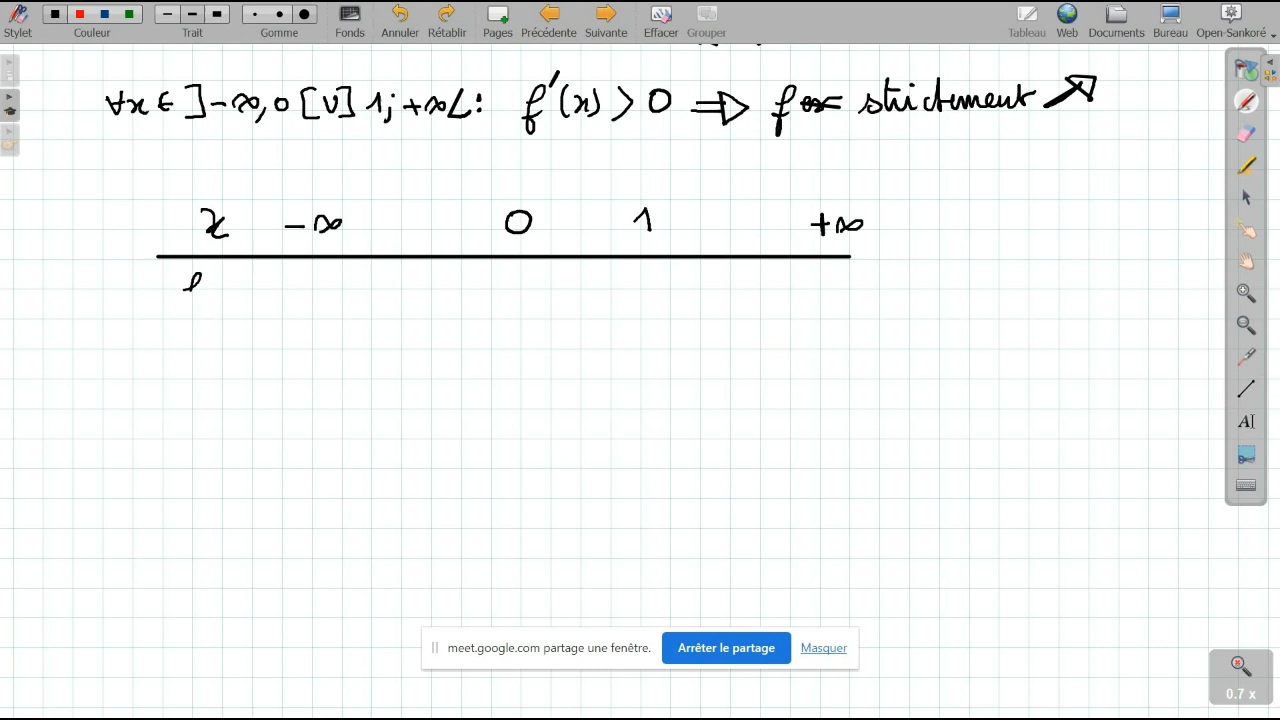 Stylet Couleur Trait Gomme Fonds Annuler Rétablir Pages Précédente Suivante Effacer Grouper Tableau Web Documents Bureau Open-Sankoré
∀x ∈ ]-∞,0[ ∪ ]1;+∞[: f'(x) > 0 ⟹ f strictement ↗
x -∞ 0 1 +∞
meet.google.com partage une fenêtre. Arrêter le partage Masquer
0.7 x